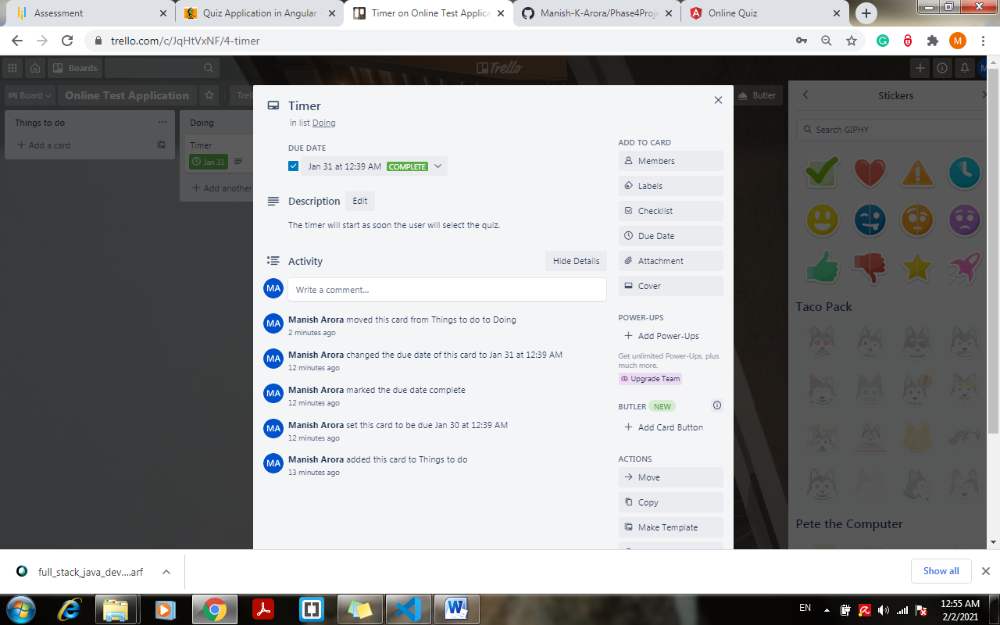 Assessment
Quiz Application in Angular
Timer on Online Test Applica
Manish-K-Arora/Phase4Proje
Online Quiz
trello.com/c/JqHtVxNF/4-timer
M
Boards
Trello
Board
Online Test Application
Trell
Butler
Things to do
Add a card
Doing
Timer
Jan 31
Add another
Timer
in list Doing
DUE DATE
Jan 31 at 12:39 AM COMPLETE
Description Edit
The timer will start as soon the user will select the quiz.
Activity
Hide Details
MA
Write a comment...
MA
Manish Arora moved this card from Things to do to Doing
2 minutes ago
MA
Manish Arora changed the due date of this card to Jan 31 at 12:39 AM
12 minutes ago
MA
Manish Arora marked the due date complete
12 minutes ago
MA
Manish Arora set this card to be due Jan 30 at 12:39 AM
12 minutes ago
MA
Manish Arora added this card to Things to do
13 minutes ago
ADD TO CARD
Members
Labels
Checklist
Due Date
Attachment
Cover
POWER-UPS
Add Power-Ups
Get unlimited Power-Ups, plus
much more.
Upgrade Team
BUTLER NEW
Add Card Button
ACTIONS
Move
Copy
Make Template
Stickers
Search GIPHY
Taco Pack
Pete the Computer
full_stack_java_dev....arf
Show all
EN
12:55 AM
2/2/2021